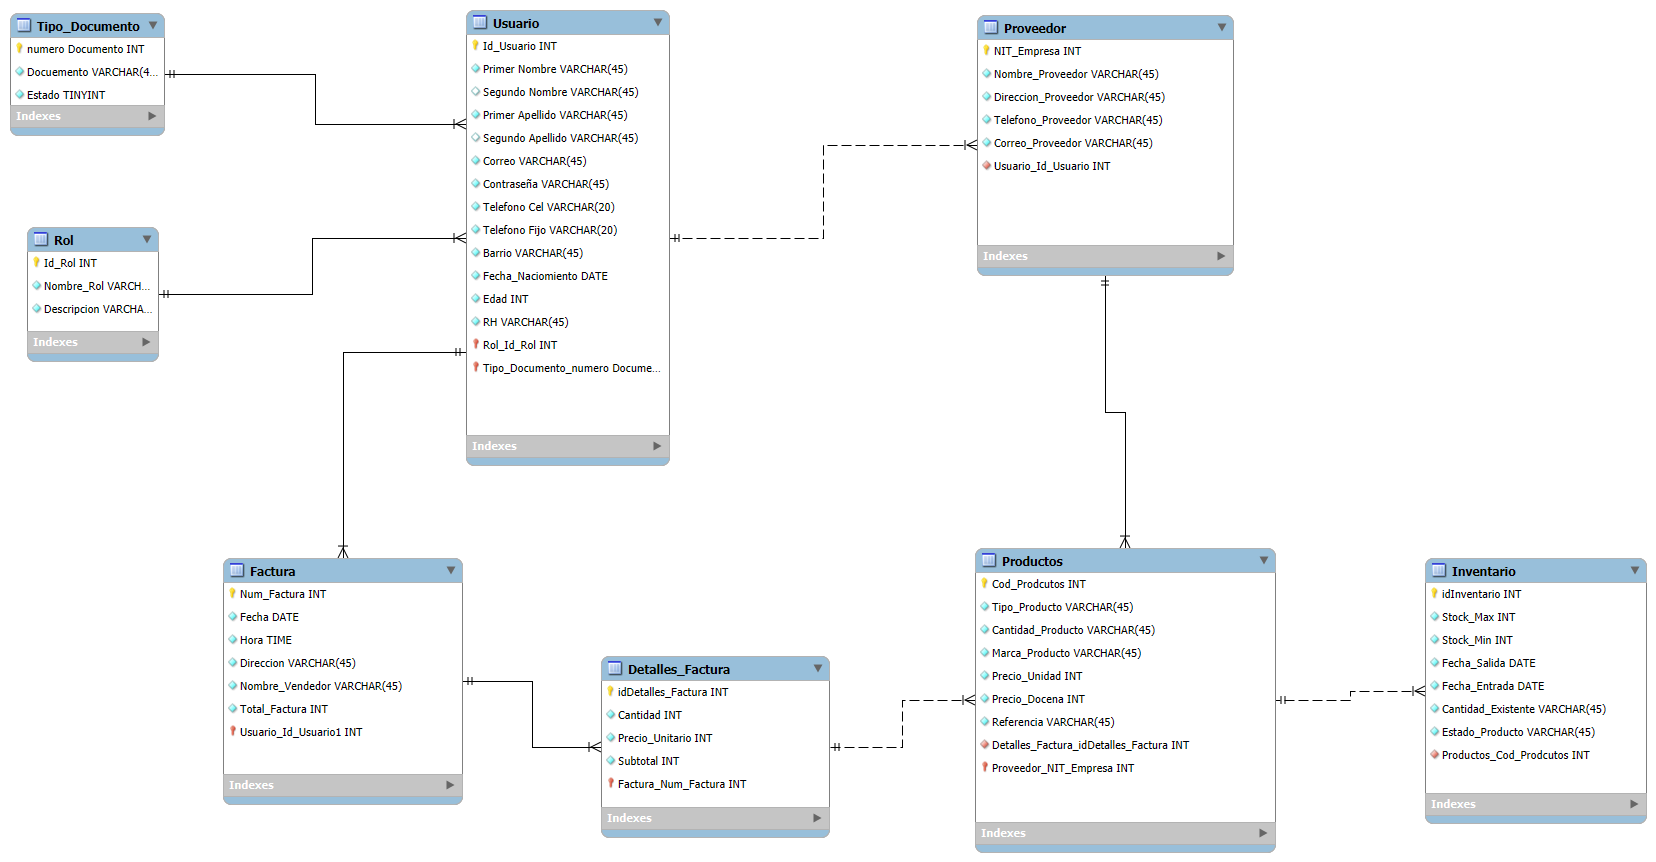 Tipo_Documento
numero Documento INT
Docuemento VARCHAR(4...
Estado TINYINT
Indexes
Rol
Id_Rol INT
Nombre_Rol VARCH...
Descripcion VARCHA...
Indexes
Usuario
Id_Usuario INT
Primer Nombre VARCHAR(45)
Segundo Nombre VARCHAR(45)
Primer Apellido VARCHAR(45)
Segundo Apellido VARCHAR(45)
Correo VARCHAR(45)
Contraseña VARCHAR(45)
Telefono Cel VARCHAR(20)
Telefono Fijo VARCHAR(20)
Barrio VARCHAR(45)
Fecha_Naciomiento DATE
Edad INT
RH VARCHAR(45)
Rol_Id_Rol INT
Tipo_Documento_numero Docume...
Indexes
Proveedor
NIT_Empresa INT
Nombre_Proveedor VARCHAR(45)
Direccion_Proveedor VARCHAR(45)
Telefono_Proveedor VARCHAR(45)
Correo_Proveedor VARCHAR(45)
Usuario_Id_Usuario INT
Indexes
Factura
Num_Factura INT
Fecha DATE
Hora TIME
Direccion VARCHAR(45)
Nombre_Vendedor VARCHAR(45)
Total_Factura INT
Usuario_Id_Usuario1 INT
Indexes
Detalles_Factura
idDetalles_Factura INT
Cantidad INT
Precio_Unitario INT
Subtotal INT
Factura_Num_Factura INT
Indexes
Productos
Cod_Prodcutos INT
Tipo_Producto VARCHAR(45)
Cantidad_Producto VARCHAR(45)
Marca_Producto VARCHAR(45)
Precio_Unidad INT
Precio_Docena INT
Referencia VARCHAR(45)
Detalles_Factura_idDetalles_Factura INT
Proveedor_NIT_Empresa INT
Indexes
Inventario
idInventario INT
Stock_Max INT
Stock_Min INT
Fecha_Salida DATE
Fecha_Entrada DATE
Cantidad_Existente VARCHAR(45)
Estado_Producto VARCHAR(45)
Productos_Cod_Prodcutos INT
Indexes